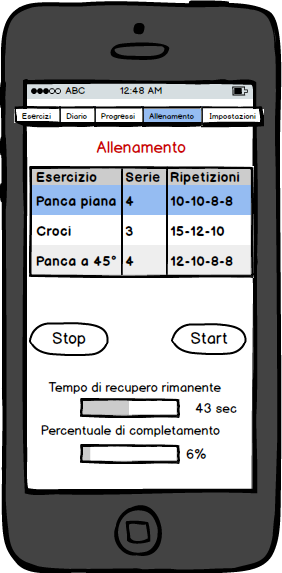 ABC 12:48 AM
Esercizi Diario Progressi Allenamento Impostazioni
Allenamento
Esercizio Serie Ripetizioni
Panca piana 4 10-10-8-8
Croci 3 15-12-10
Panca a 45° 4 12-10-8-8
Stop Start
Tempo di recupero rimanente
43 sec
Percentuale di completamento
6%